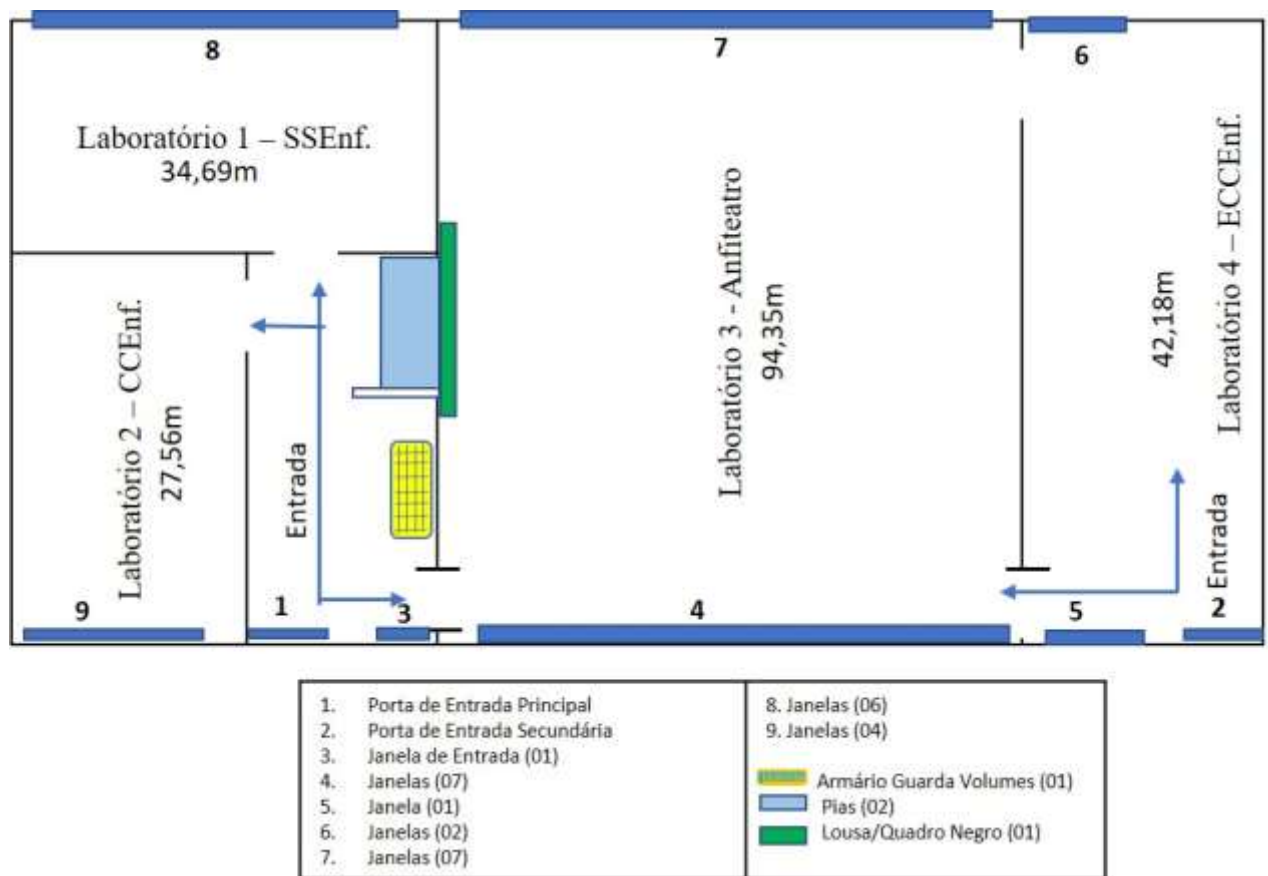 8
7
6
Laboratório 1 – SSEnf.
34,69m
Laboratório 2 – CCEnf.
27,56m
Entrada
Laboratório 3 - Anfiteatro
94,35m
Laboratório 4 – ECCEnf.
42,18m
Entrada
9
1
3
4
5
2
1. Porta de Entrada Principal
2. Porta de Entrada Secundária
3. Janela de Entrada (01)
4. Janelas (07)
5. Janela (01)
6. Janelas (02)
7. Janelas (07)
8. Janelas (06)
9. Janelas (04)
Armário Guarda Volumes (01)
Pias (02)
Lousa/Quadro Negro (01)